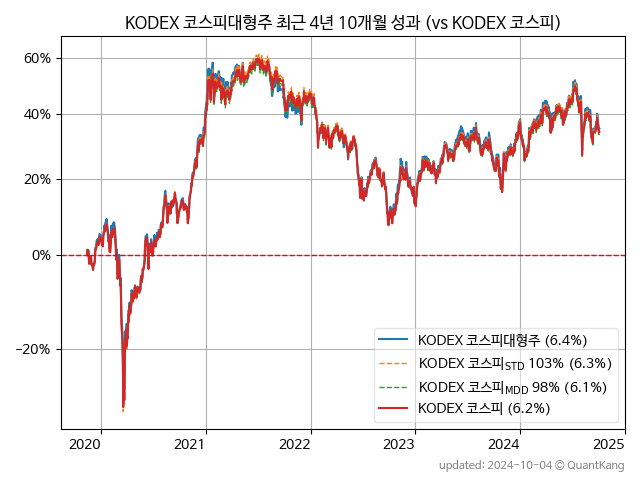 KODEX 코스피대형주 최근 4년 10개월 성과 (vs KODEX 코스피)
60%
40%
20%
0%
−20%
KODEX 코스피대형주 (6.4%)
KODEX 코스피STD 103% (6.3%)
KODEX 코스피MDD 98% (6.1%)
KODEX 코스피 (6.2%)
2020 2021 2022 2023 2024 2025
updated: 2024-10-04 © QuantKang